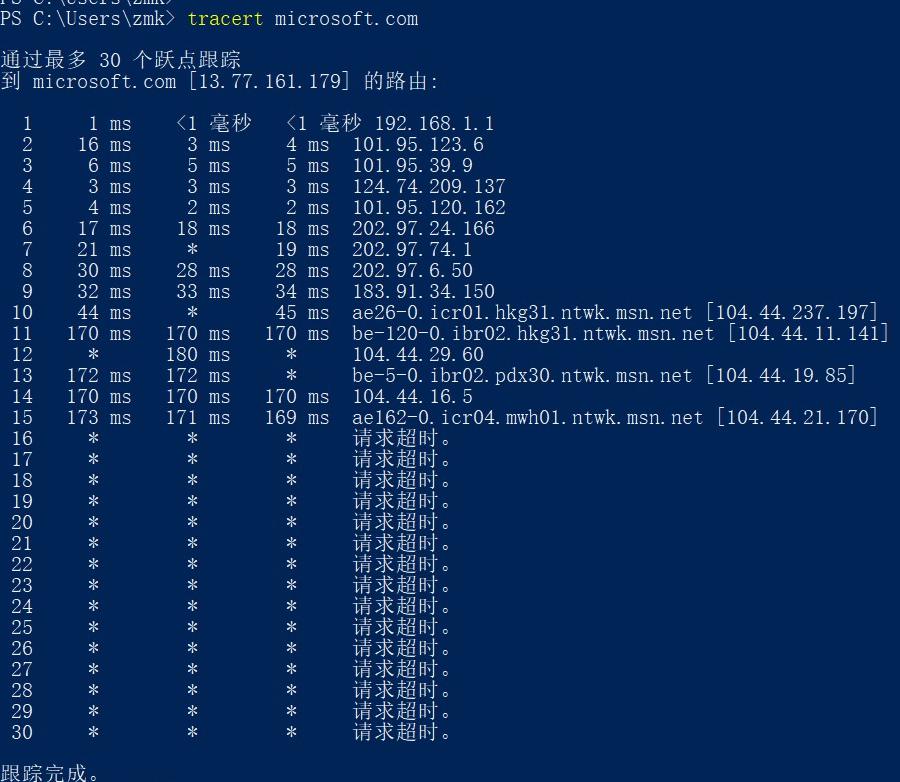 PS C:\Users\zmk>
PS C:\Users\zmk> tracert microsoft.com
通过最多 30 个跃点跟踪
到 microsoft.com [13.77.161.179] 的路由:
1 1 ms <1 毫秒 <1 毫秒 192.168.1.1
2 16 ms 3 ms 4 ms 101.95.123.6
3 6 ms 5 ms 5 ms 101.95.39.9
4 3 ms 3 ms 3 ms 124.74.209.137
5 4 ms 2 ms 2 ms 101.95.120.162
6 17 ms 18 ms 18 ms 202.97.24.166
7 21 ms * 19 ms 202.97.74.1
8 30 ms 28 ms 28 ms 202.97.6.50
9 32 ms 33 ms 34 ms 183.91.34.150
10 44 ms * 45 ms ae26-0.icr01.hkg31.ntwk.msn.net [104.44.237.197]
11 170 ms 170 ms 170 ms be-120-0.ibr02.hkg31.ntwk.msn.net [104.44.11.141]
12 * 180 ms * 104.44.29.60
13 172 ms 172 ms * be-5-0.ibr02.pdx30.ntwk.msn.net [104.44.19.85]
14 170 ms 170 ms 170 ms 104.44.16.5
15 173 ms 171 ms 169 ms ae162-0.icr04.mwh01.ntwk.msn.net [104.44.21.170]
16 * * * 请求超时。
17 * * * 请求超时。
18 * * * 请求超时。
19 * * * 请求超时。
20 * * * 请求超时。
21 * * * 请求超时。
22 * * * 请求超时。
23 * * * 请求超时。
24 * * * 请求超时。
25 * * * 请求超时。
26 * * * 请求超时。
27 * * * 请求超时。
28 * * * 请求超时。
29 * * * 请求超时。
30 * * * 请求超时。
跟踪完成。